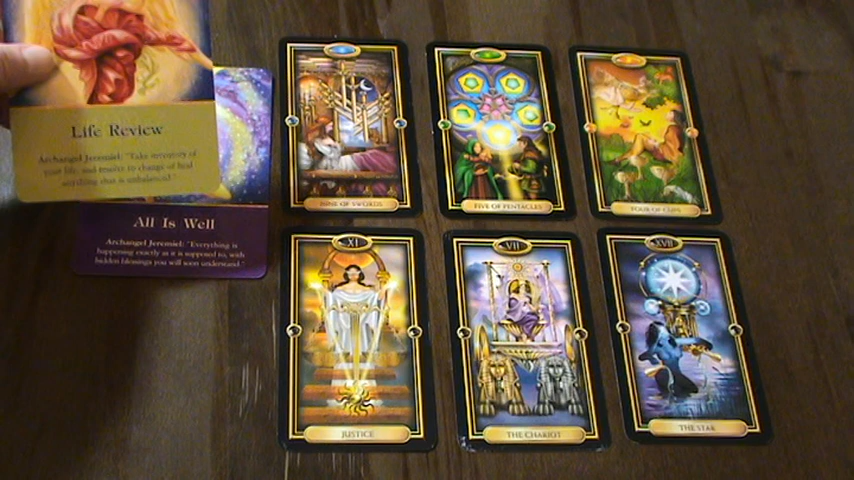 Life Review
Archangel Jeremiel: "Take inventory of
your life, and resolve to change or heal
anything that is unbalanced."
All Is Well
Archangel Jeremiel: "Everything is
happening exactly as it is supposed to, with
hidden blessings you will soon understand."
NINE OF SWORDS
FIVE OF PENTACLES
FOUR OF CUPS
XI
JUSTICE
VII
THE CHARIOT
XVII
THE STAR